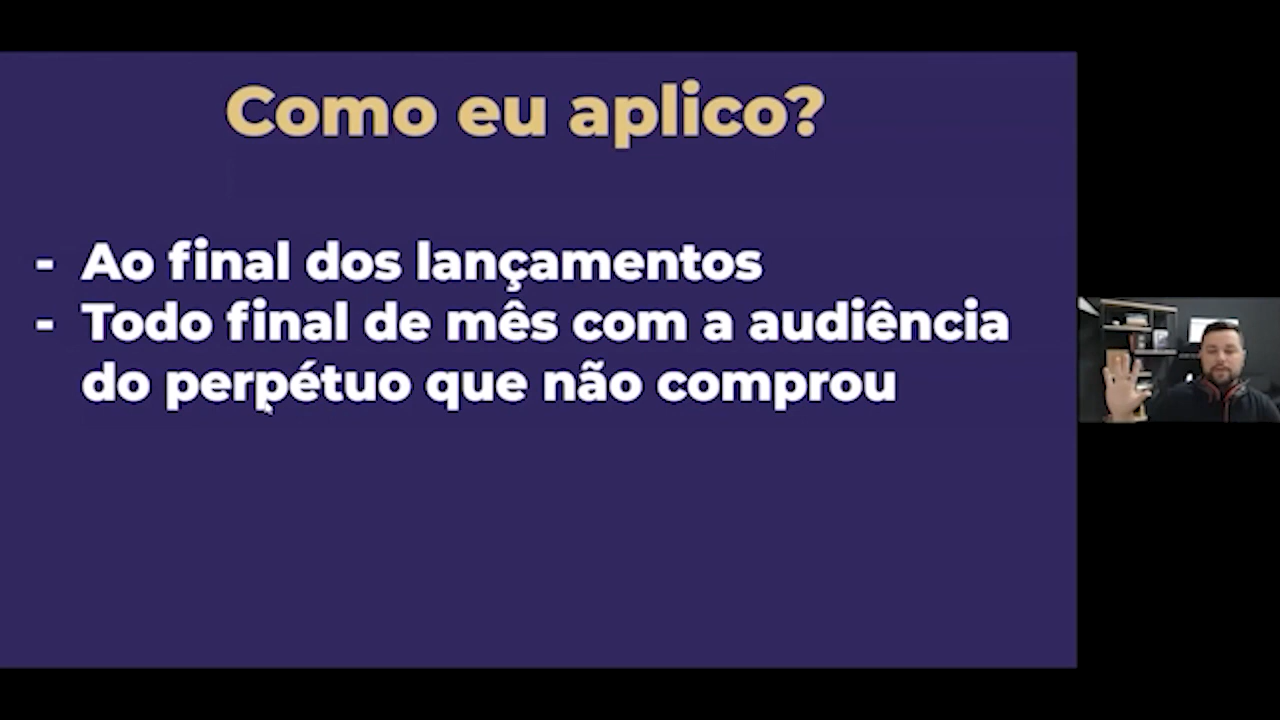 Como eu aplico?
- Ao final dos lançamentos
- Todo final de mês com a audiência
do perpétuo que não comprou